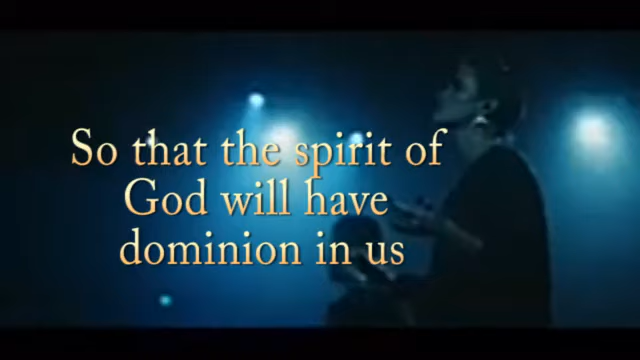 So that the spirit of
God will have
dominion in us